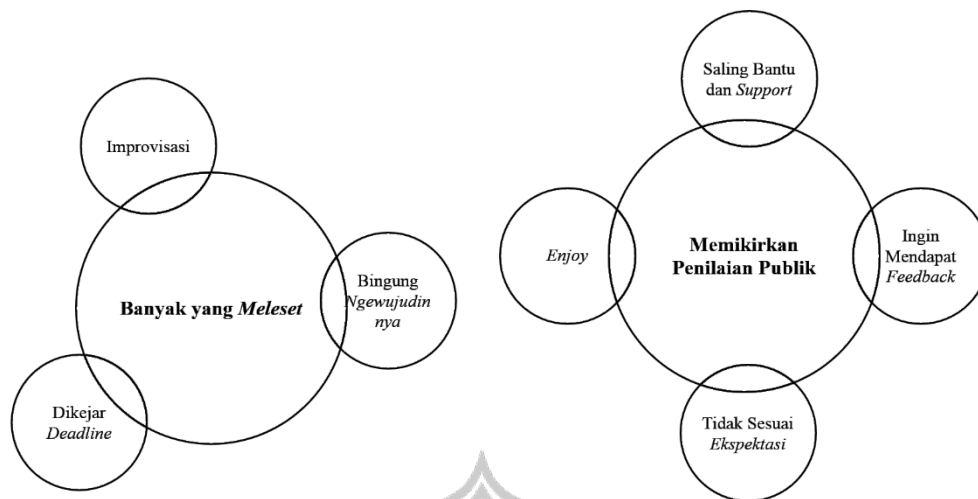 Improvisasi
Banyak yang Meleset
Bingung
Ngewujudin
nya
Dikejar
Deadline
Saling Bantu
dan Support
Enjoy
Memikirkan
Penilaian Publik
Ingin
Mendapat
Feedback
Tidak Sesuai
Ekspektasi